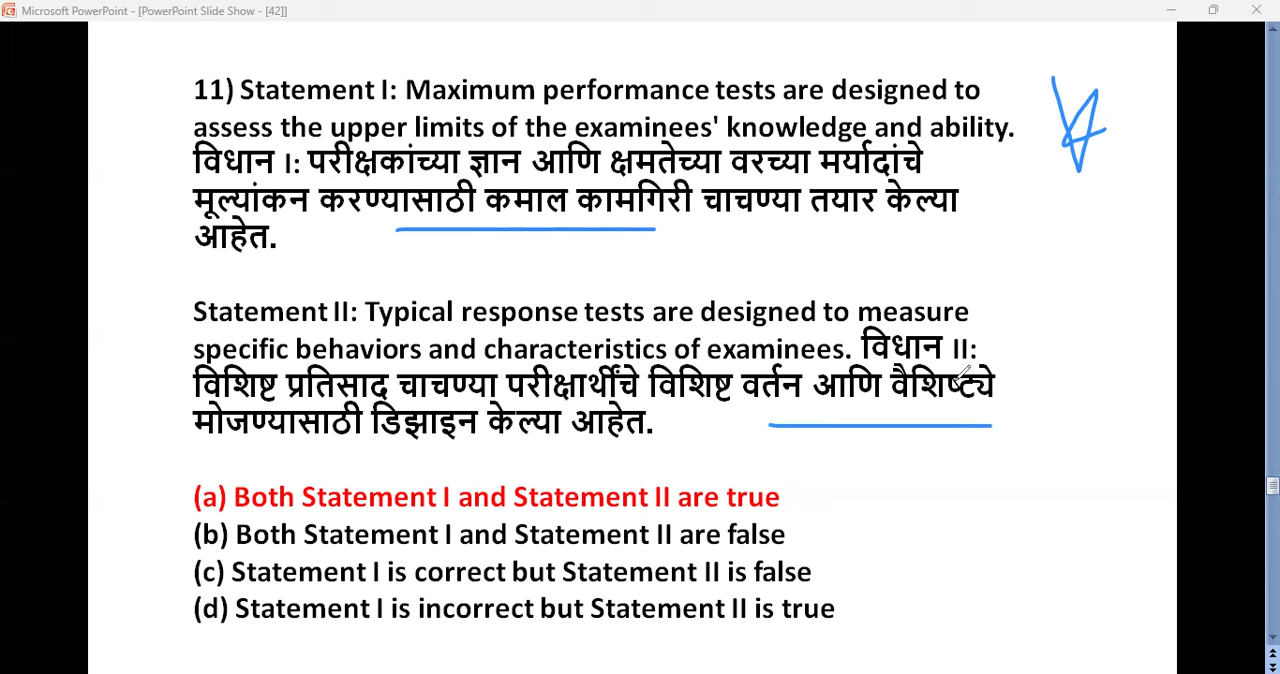 Microsoft PowerPoint - [PowerPoint Slide Show - [42]]
11) Statement I: Maximum performance tests are designed to
assess the upper limits of the examinees' knowledge and ability.
विधान I: परीक्षकांच्या ज्ञान आणि क्षमतेच्या वरच्या मर्यादांचे
मूल्यांकन करण्यासाठी कमाल कामगिरी चाचण्या तयार केल्या
आहेत.
Statement II: Typical response tests are designed to measure
specific behaviors and characteristics of examinees. विधान II:
विशिष्ट प्रतिसाद चाचण्या परीक्षार्थींचे विशिष्ट वर्तन आणि वैशिष्ट्ये
मोजण्यासाठी डिझाइन केल्या आहेत.
(a) Both Statement I and Statement II are true
(b) Both Statement I and Statement II are false
(c) Statement I is correct but Statement II is false
(d) Statement I is incorrect but Statement II is true